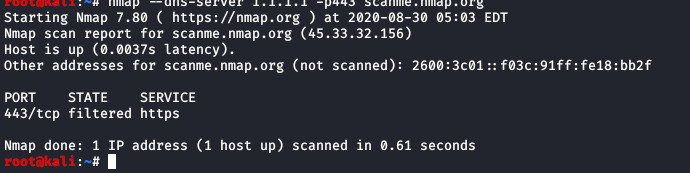 root@kali:~# nmap --dns-server 1.1.1.1 -p443 scanme.nmap.org
Starting Nmap 7.80 ( https://nmap.org ) at 2020-08-30 05:03 EDT
Nmap scan report for scanme.nmap.org (45.33.32.156)
Host is up (0.0037s latency).
Other addresses for scanme.nmap.org (not scanned): 2600:3c01::f03c:91ff:fe18:bb2f
PORT    STATE    SERVICE
443/tcp filtered https
Nmap done: 1 IP address (1 host up) scanned in 0.61 seconds
root@kali:~#